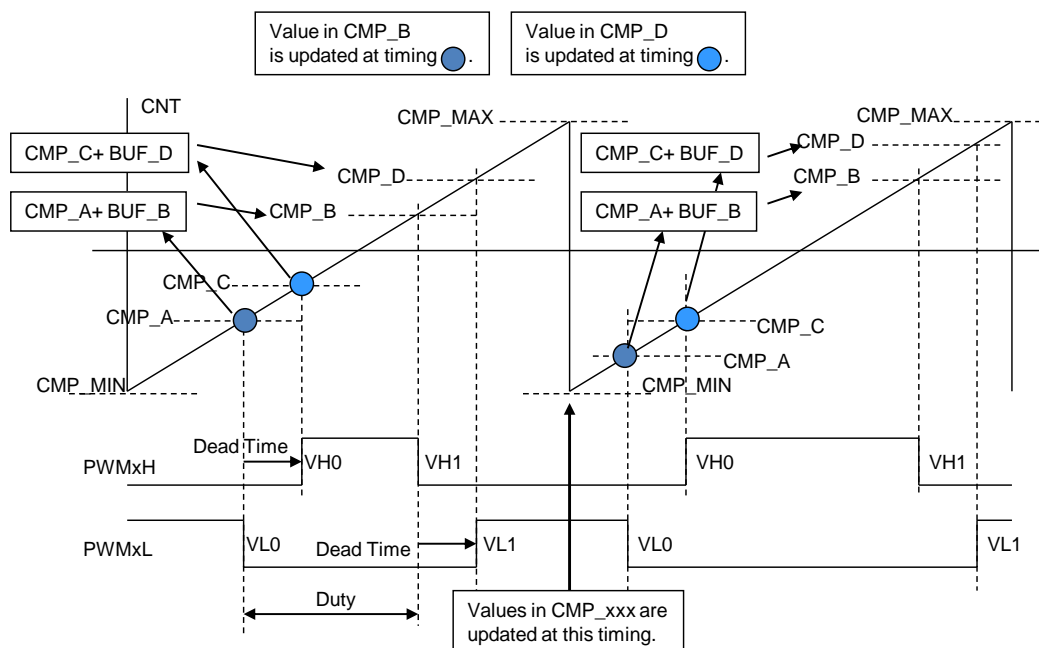 Value in CMP_B
is updated at timing .
Value in CMP_D
is updated at timing .
CNT
CMP_MAX
CMP_MAX
CMP_C+ BUF_D
CMP_C+ BUF_D
CMP_D
CMP_D
CMP_A+ BUF_B
CMP_B
CMP_A+ BUF_B
CMP_B
CMP_C
CMP_A
CMP_C
CMP_A
CMP_MIN
CMP_MIN
Dead Time
PWMxH
VH0
VH1
VH0
VH1
PWMxL
VL0
Dead Time
VL1
VL0
VL1
Duty
Values in CMP_xxx are
updated at this timing.